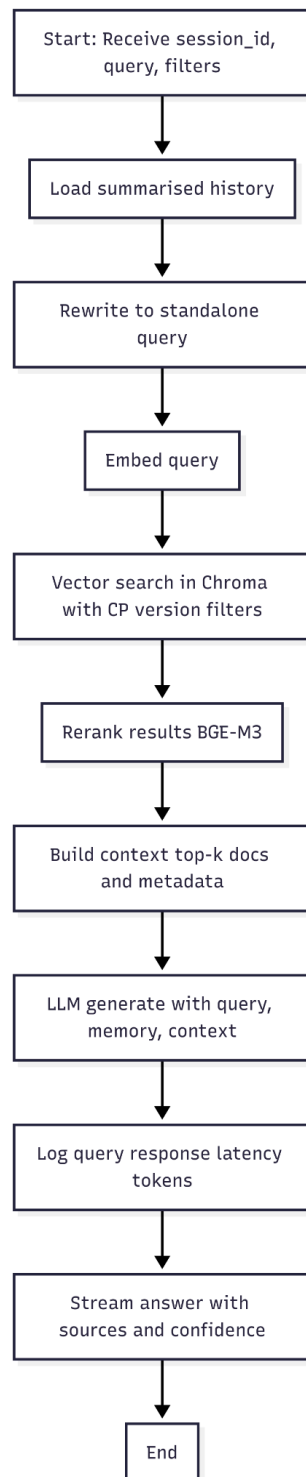 Start: Receive session_id,
query, filters
Load summarised history
Rewrite to standalone
query
Embed query
Vector search in Chroma
with CP version filters
Rerank results BGE-M3
Build context top-k docs
and metadata
LLM generate with query,
memory, context
Log query response latency
tokens
Stream answer with
sources and confidence
End